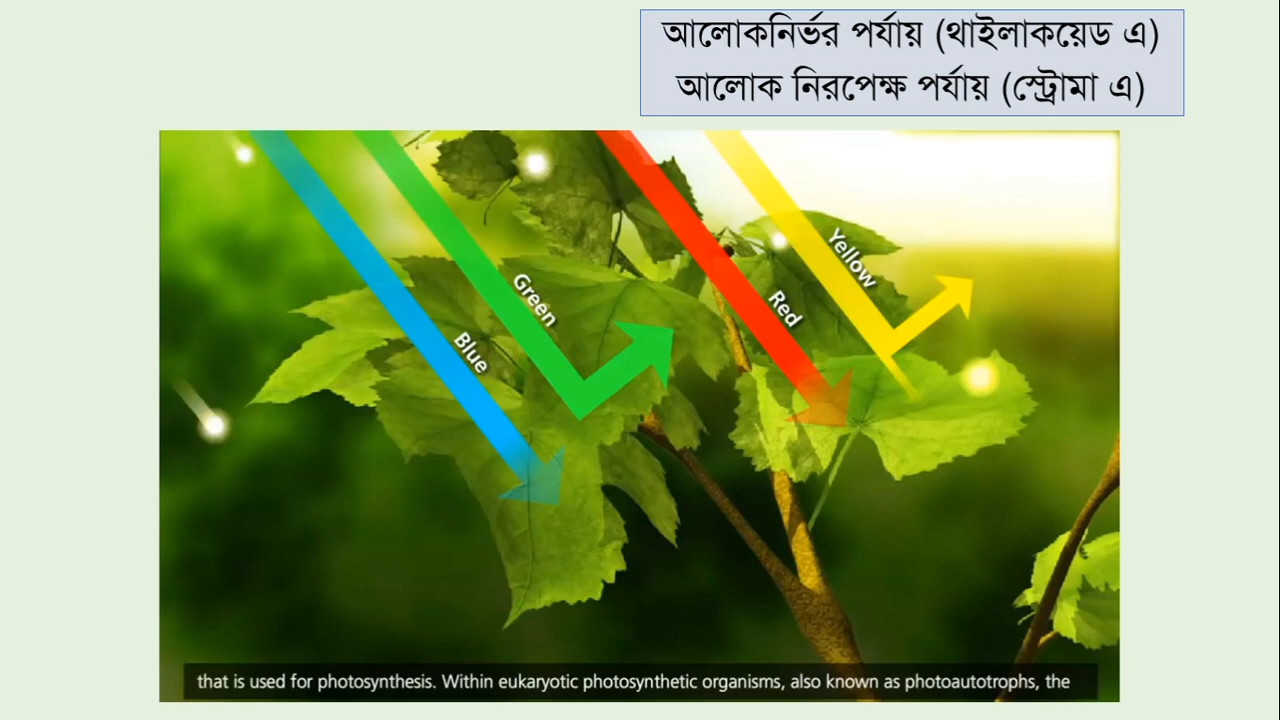 আলোকনির্ভর পর্যায় (থাইলাকয়েড এ)
আলোক নিরপেক্ষ পর্যায় (স্ট্রোমা এ)
Blue
Green
Red
Yellow
that is used for photosynthesis. Within eukaryotic photosynthetic organisms, also known as photoautotrophs, the